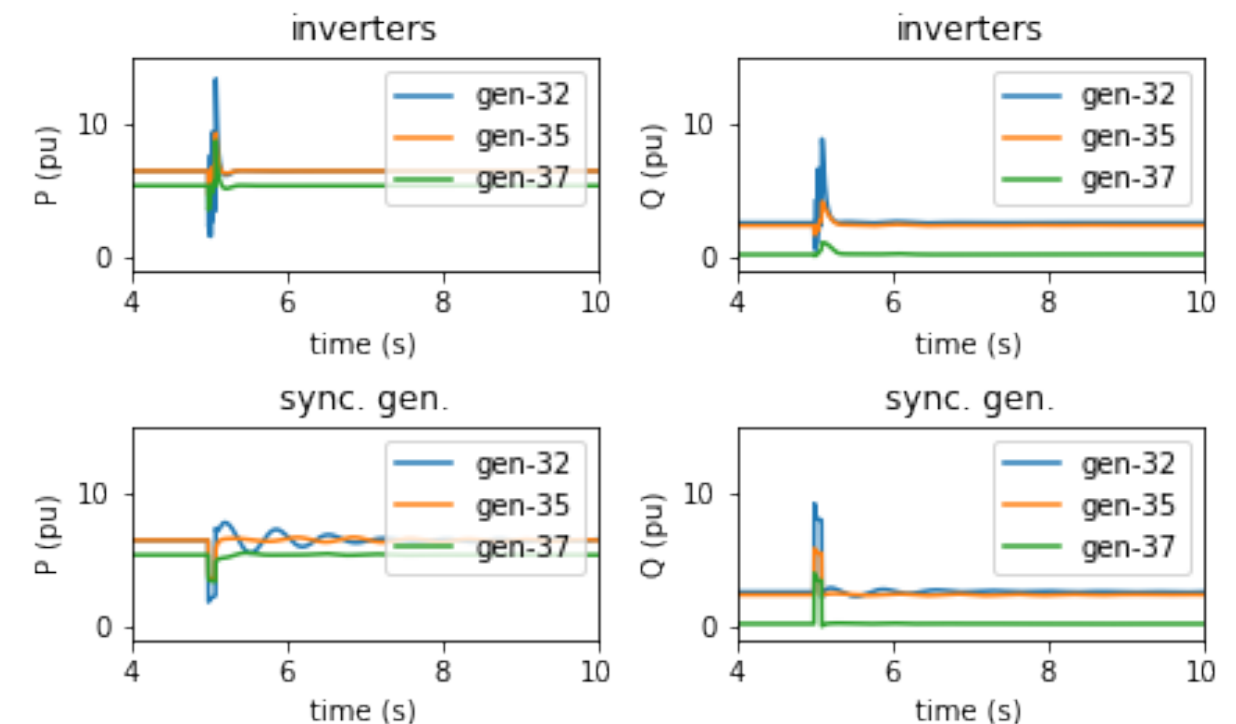 inverters
P (pu)
10
0
gen-32
gen-35
gen-37
4 6 8 10
time (s)
inverters
Q (pu)
10
0
gen-32
gen-35
gen-37
4 6 8 10
time (s)
sync. gen.
P (pu)
10
0
gen-32
gen-35
gen-37
4 6 8 10
time (s)
sync. gen.
Q (pu)
10
0
gen-32
gen-35
gen-37
4 6 8 10
time (s)